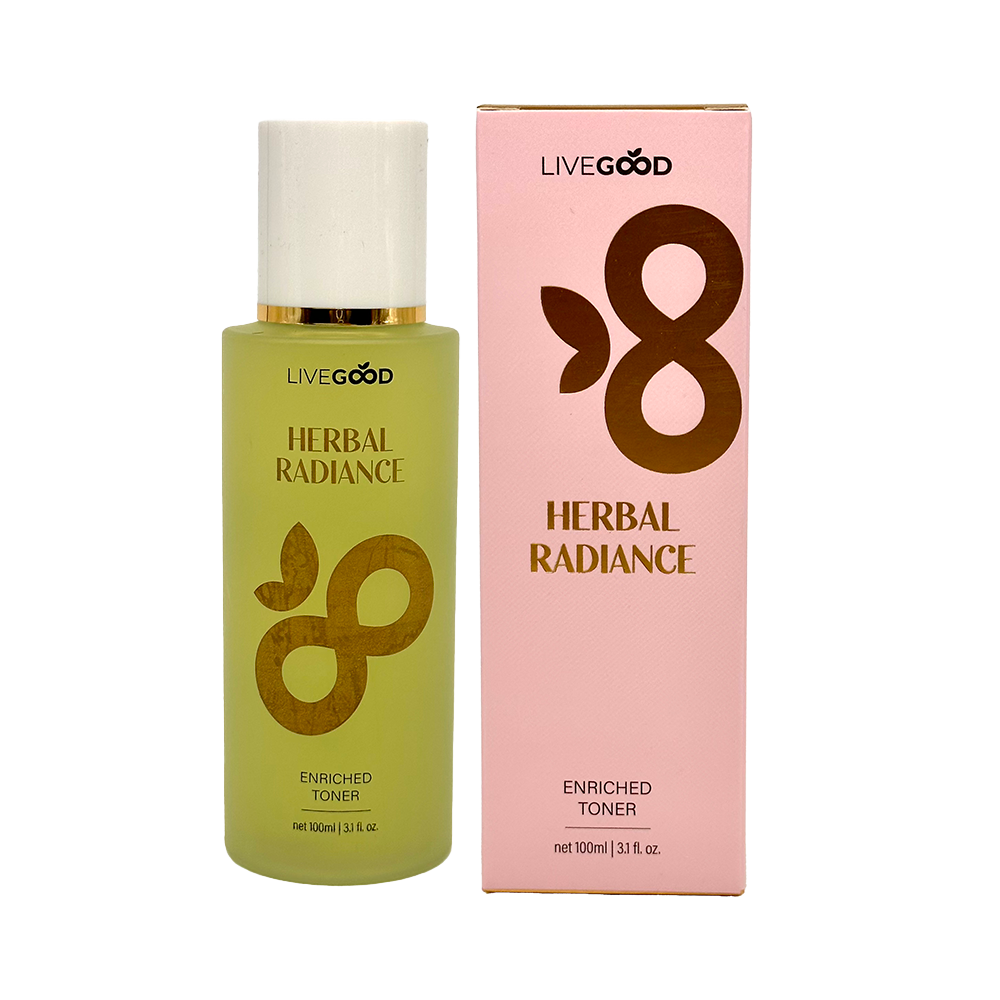 LIVEGOOD
HERBAL
RADIANCE
ENRICHED
TONER
net 100ml | 3.1 fl. oz.
LIVEGOOD
HERBAL
RADIANCE
ENRICHED
TONER
net 100ml | 3.1 fl. oz.